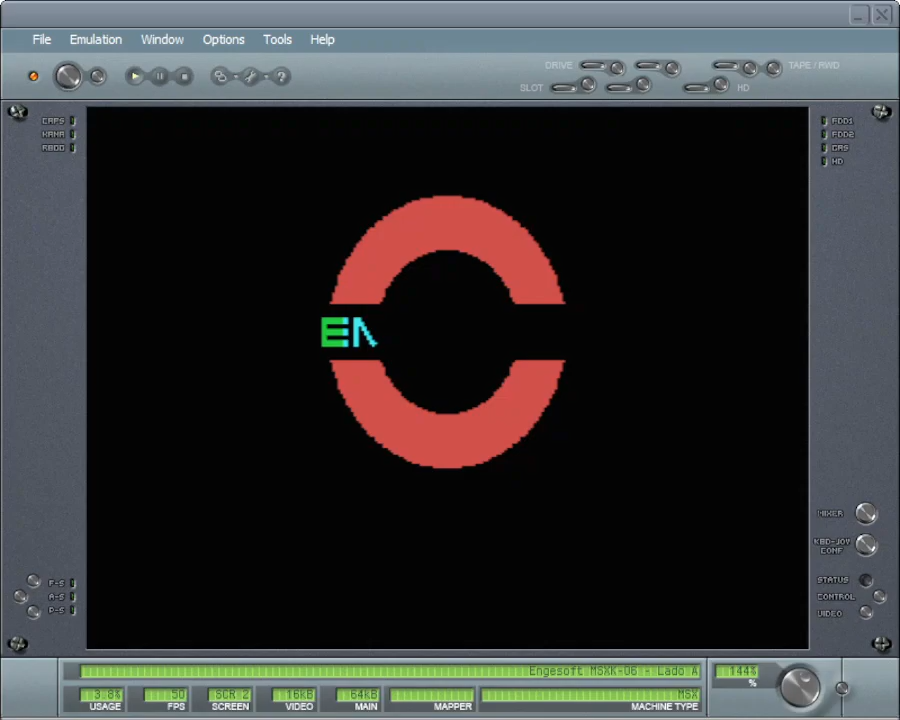 File Emulation Window Options Tools Help
DRIVE TAPE/RWD
SLOT HD
CAPS
KANA
FDD1
FDD2
CAS
HD
EN
MIXER
KBD-JOY
CONF
STATUS
CONTROL
VIDEO
F-S
A-S
P-S
Engesoft MSXK-06 - Lado A
144%
%
3.8% 50 SCR 2 16kB 64kB MSX
USAGE FPS SCREEN VIDEO MAIN MAPPER MACHINE TYPE